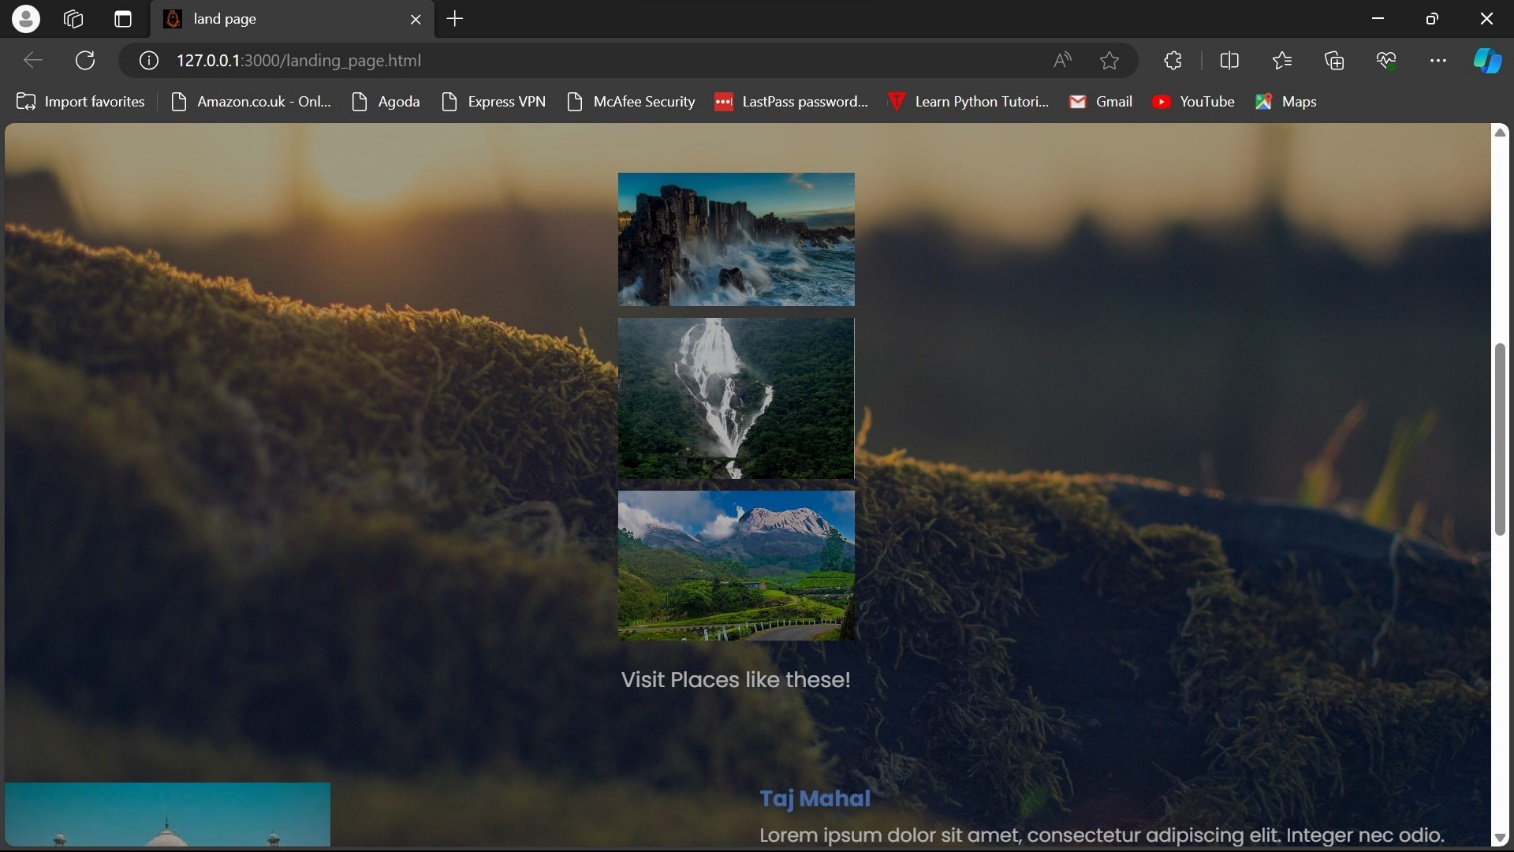 land page
127.0.0.1:3000/landing_page.html
Import favorites
Amazon.co.uk - Onl...
Agoda
Express VPN
McAfee Security
LastPass password...
Learn Python Tutori...
Gmail
YouTube
Maps
Visit Places like these!
Taj Mahal
Lorem ipsum dolor sit amet, consectetur adipiscing elit. Integer nec odio.